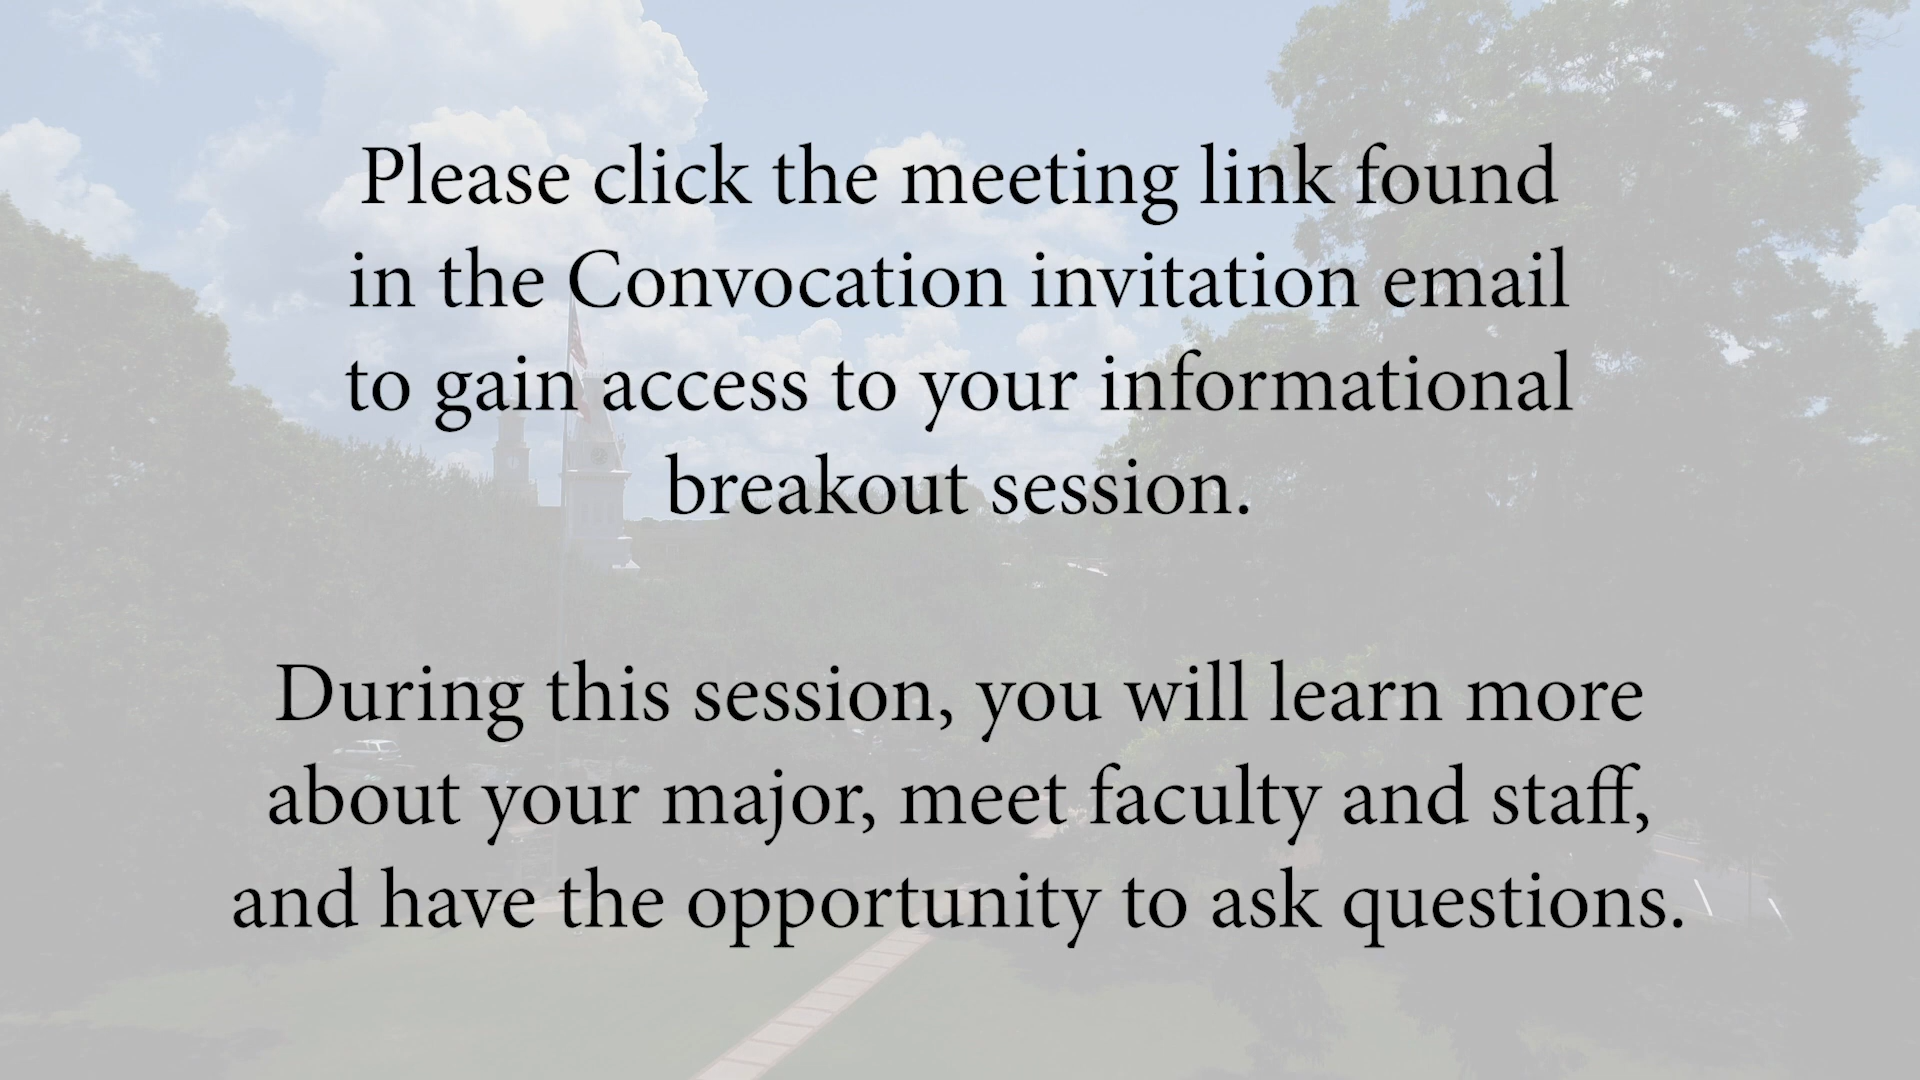 Please click the meeting link found
in the Convocation invitation email
to gain access to your informational
breakout session.
During this session, you will learn more
about your major, meet faculty and staff,
and have the opportunity to ask questions.